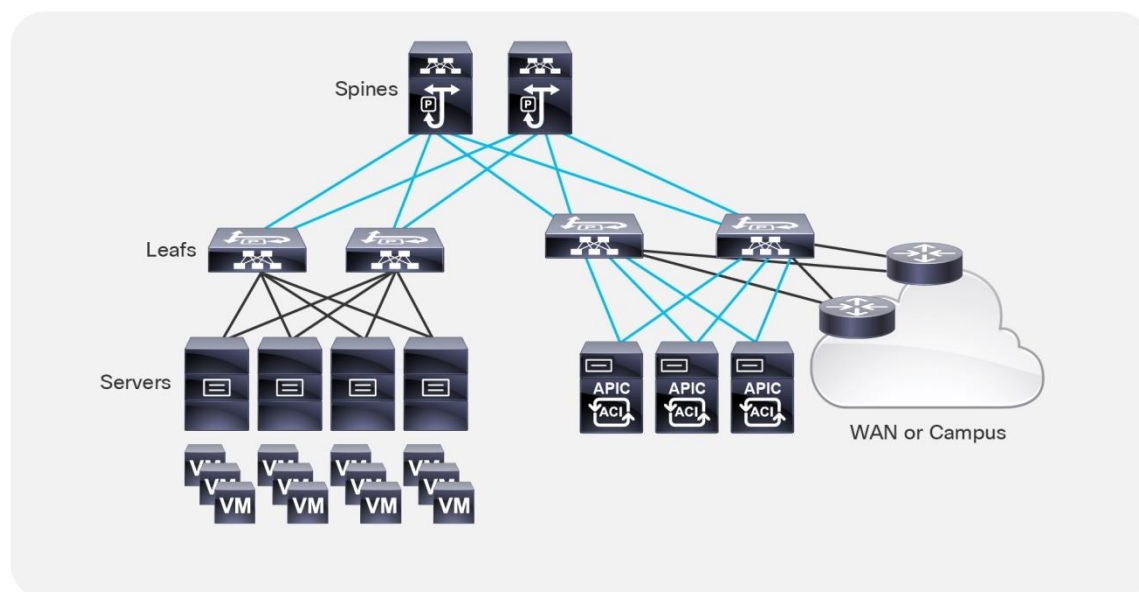 Spines
P
P
Leafs
P
P
P
P
Servers
APIC
ACI
APIC
ACI
APIC
ACI
WAN or Campus
VM
VM
VM
VM
VM
VM
VM
VM
VM
VM
VM
VM